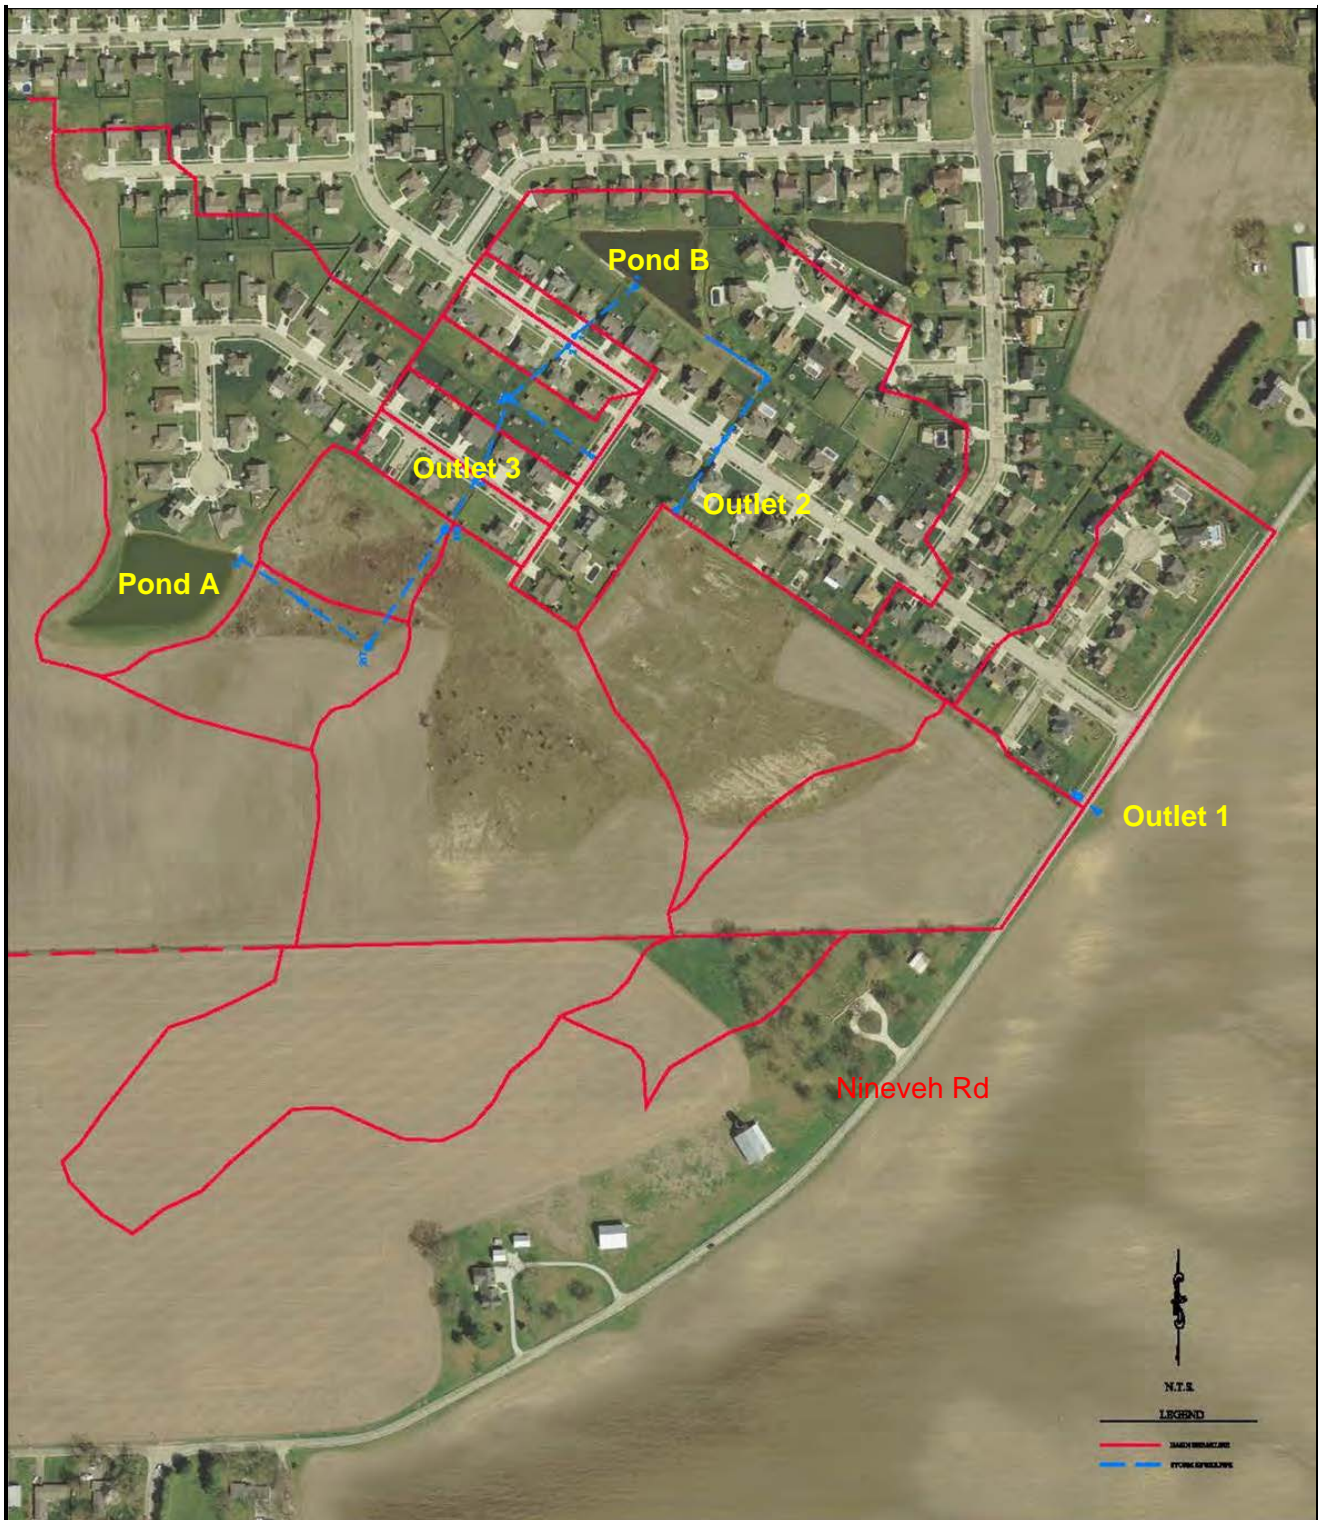 Pond B
Outlet 3
Outlet 2
Pond A
Outlet 1
Nineveh Rd
N.T.S.
LEGEND